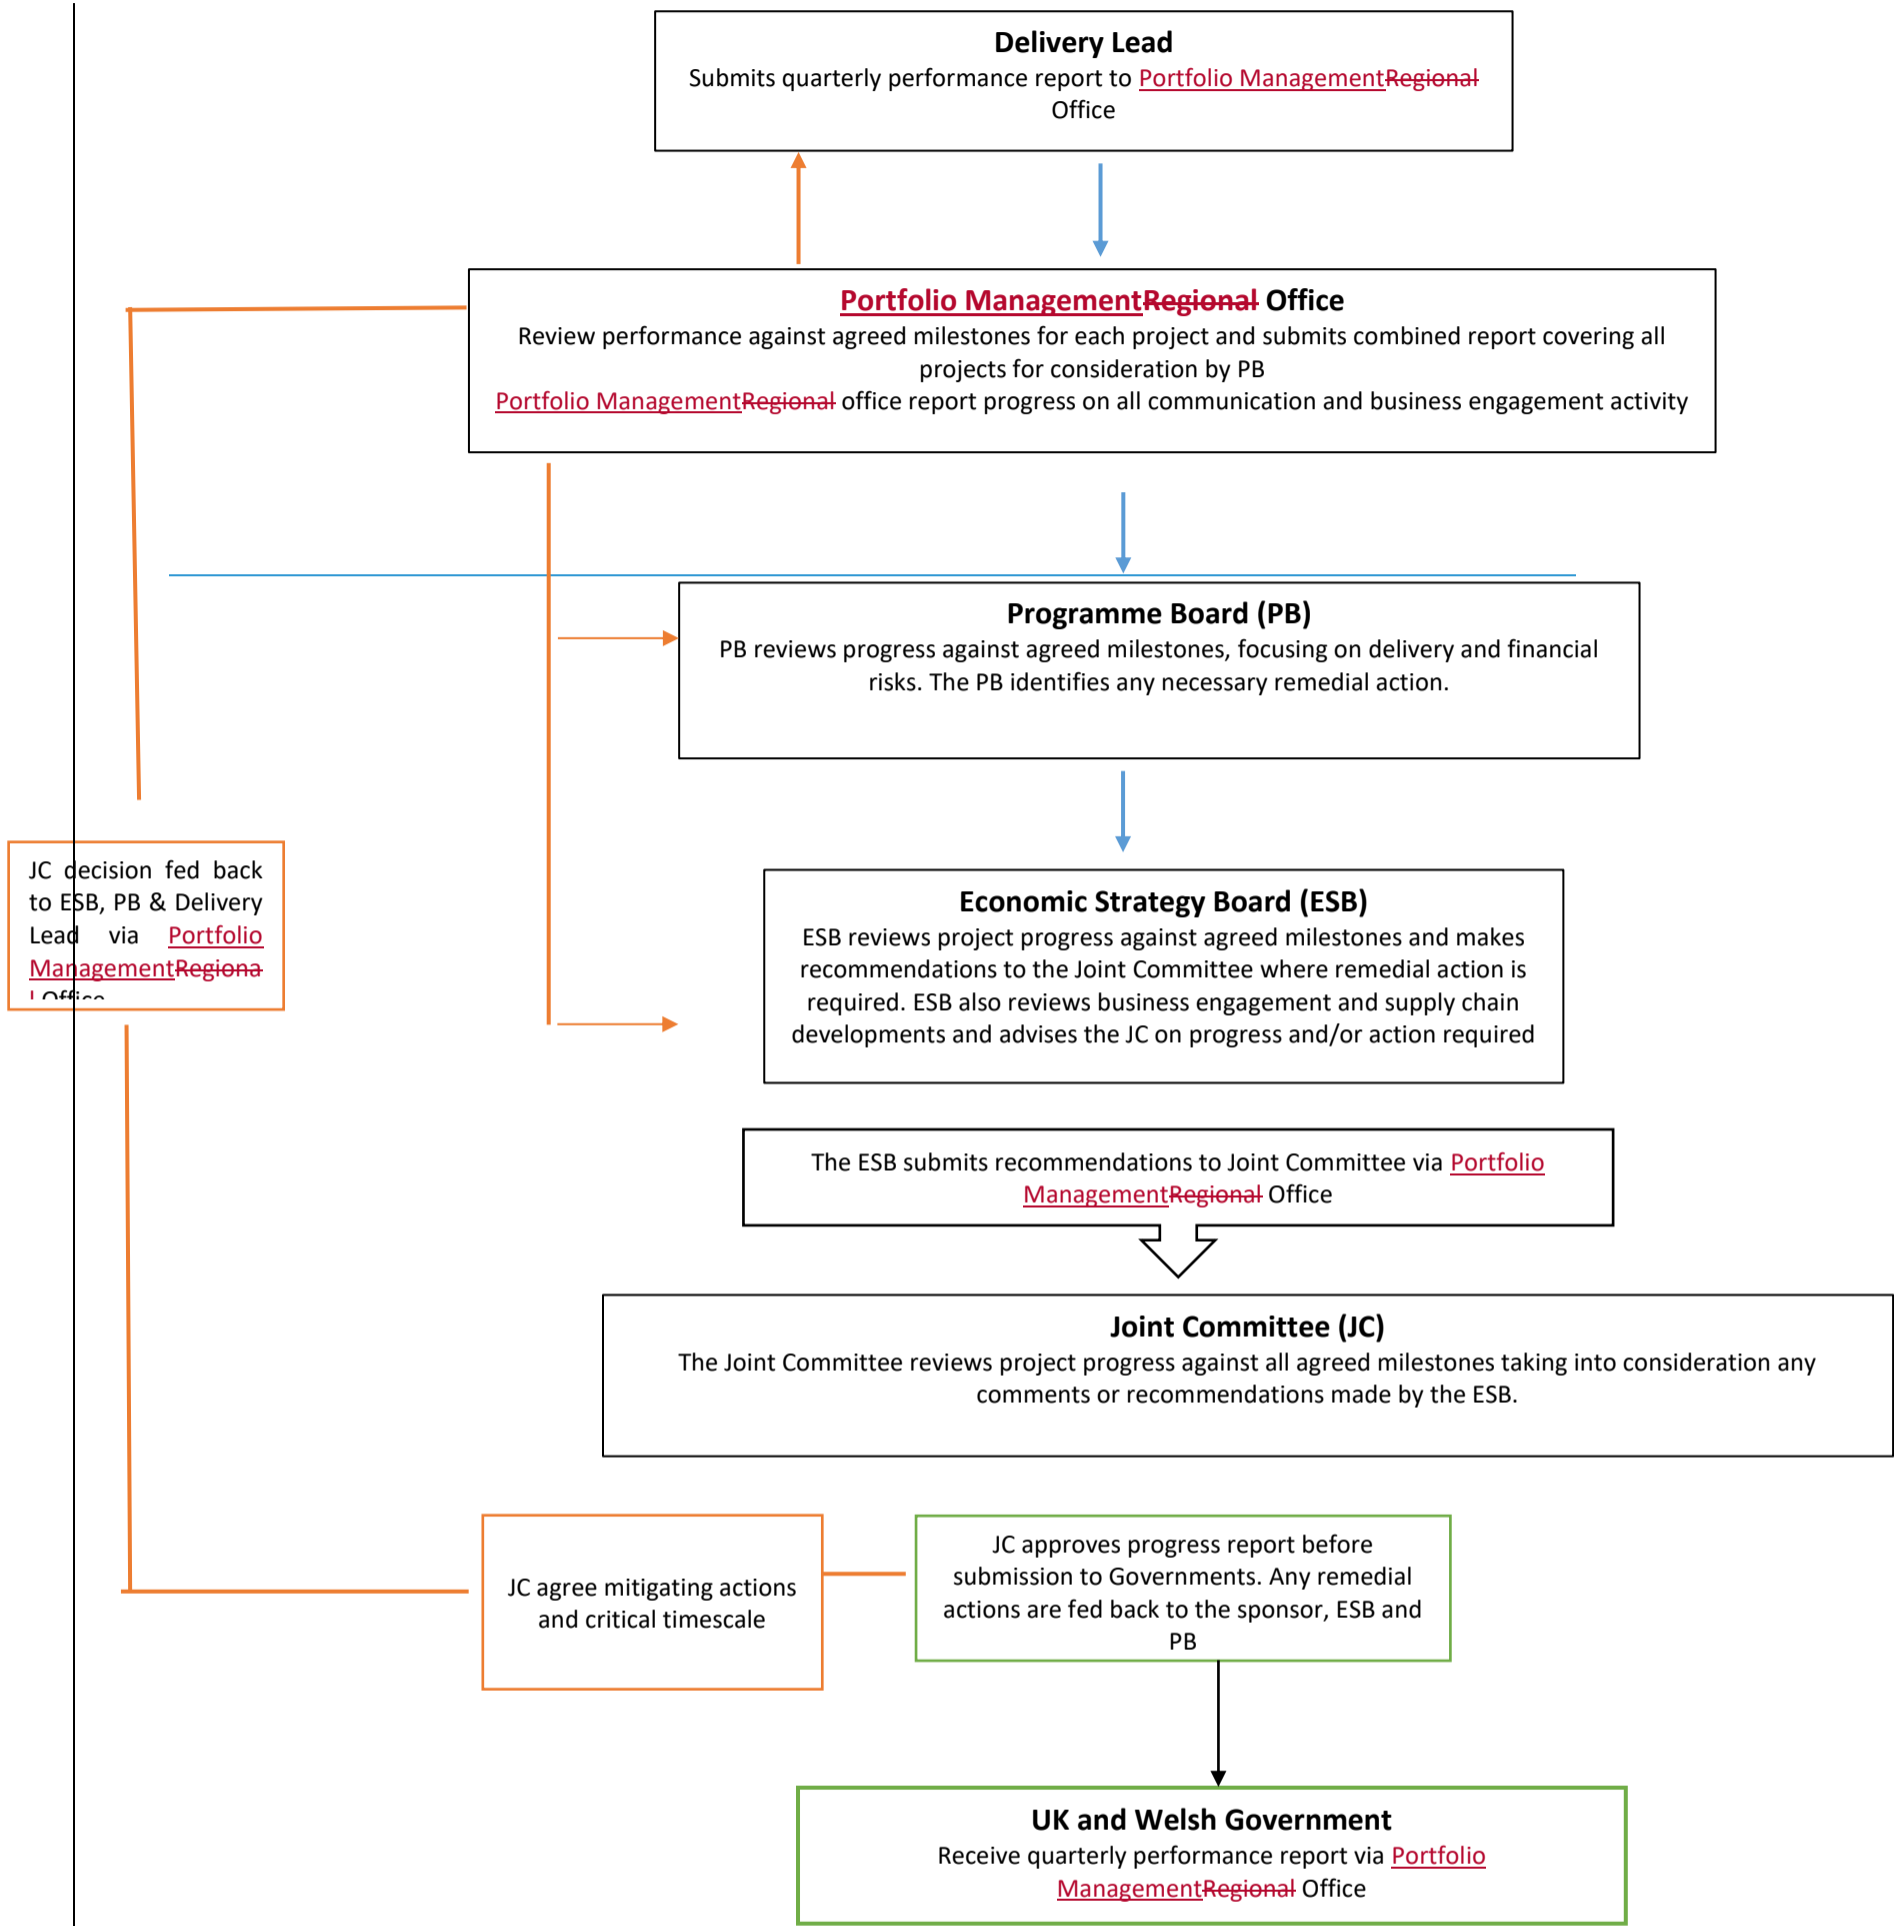 Delivery Lead
Submits quarterly performance report to Portfolio ManagementRegional
Office
Portfolio ManagementRegional Office
Review performance against agreed milestones for each project and submits combined report covering all
projects for consideration by PB
Portfolio ManagementRegional office report progress on all communication and business engagement activity
Programme Board (PB)
PB reviews progress against agreed milestones, focusing on delivery and financial
risks. The PB identifies any necessary remedial action.
JC decision fed back
to ESB, PB & Delivery
Lead via Portfolio
ManagementRegiona
l Office
Economic Strategy Board (ESB)
ESB reviews project progress against agreed milestones and makes
recommendations to the Joint Committee where remedial action is
required. ESB also reviews business engagement and supply chain
developments and advises the JC on progress and/or action required
The ESB submits recommendations to Joint Committee via Portfolio
ManagementRegional Office
Joint Committee (JC)
The Joint Committee reviews project progress against all agreed milestones taking into consideration any
comments or recommendations made by the ESB.
JC agree mitigating actions
and critical timescale
JC approves progress report before
submission to Governments. Any remedial
actions are fed back to the sponsor, ESB and
PB
UK and Welsh Government
Receive quarterly performance report via Portfolio
ManagementRegional Office